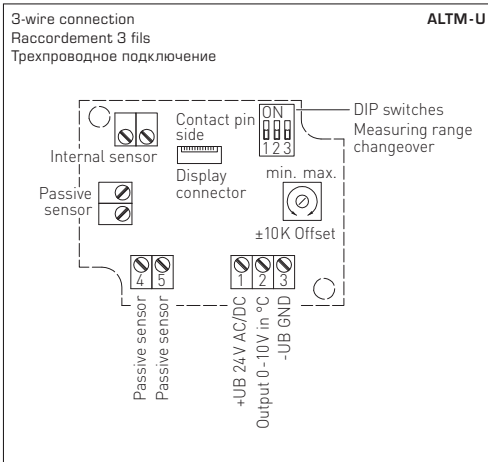 3-wire connection
ALTM-U
Raccordement 3 fils
Трехпроводное подключение
ON
1 2 3
DIP switches
Measuring range
changeover
Contact pin
side
Internal sensor
Display
connector
min. max.
±10K Offset
Passive
sensor
4 5
1 2 3
Passive sensor
Passive sensor
+UB 24V AC/DC
Output 0-10V in °C
-UB GND